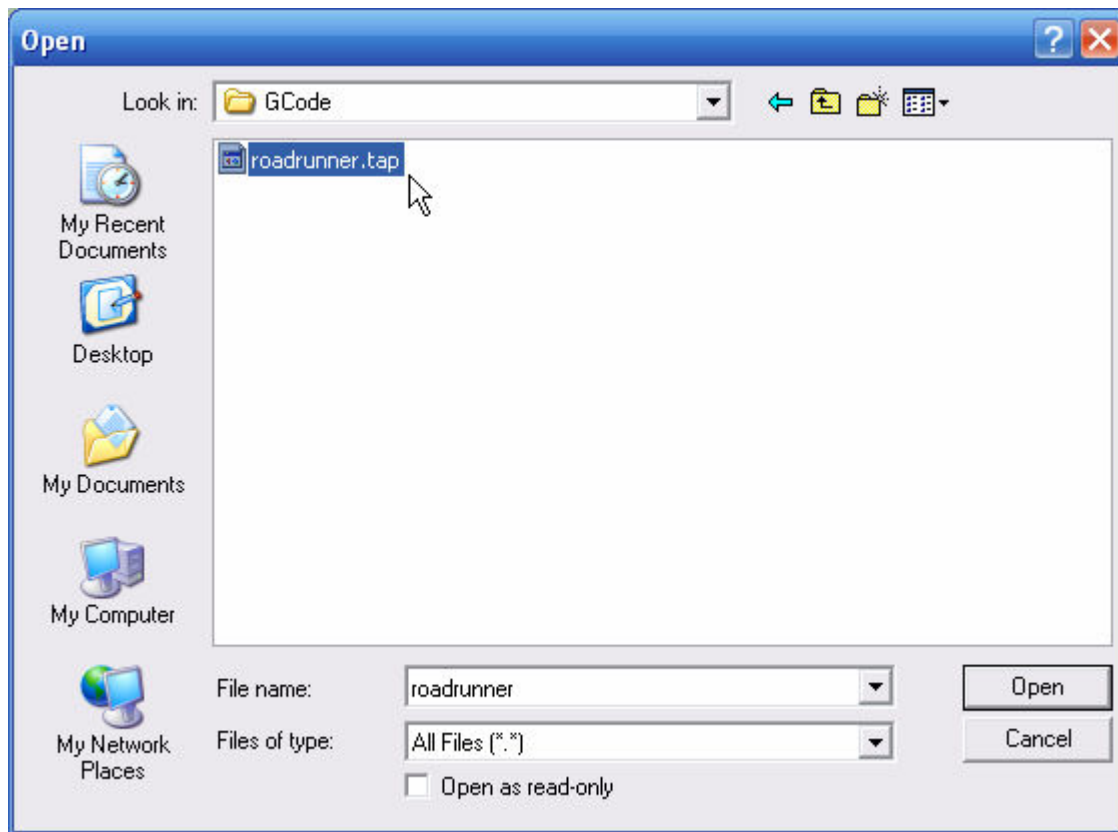 Open
?
Look in:
GCode
roadrunner.tap
My Recent
Documents
Desktop
My Documents
My Computer
My Network
Places
File name:
roadrunner
Open
Files of type:
All Files (*.*)
Cancel
Open as read-only